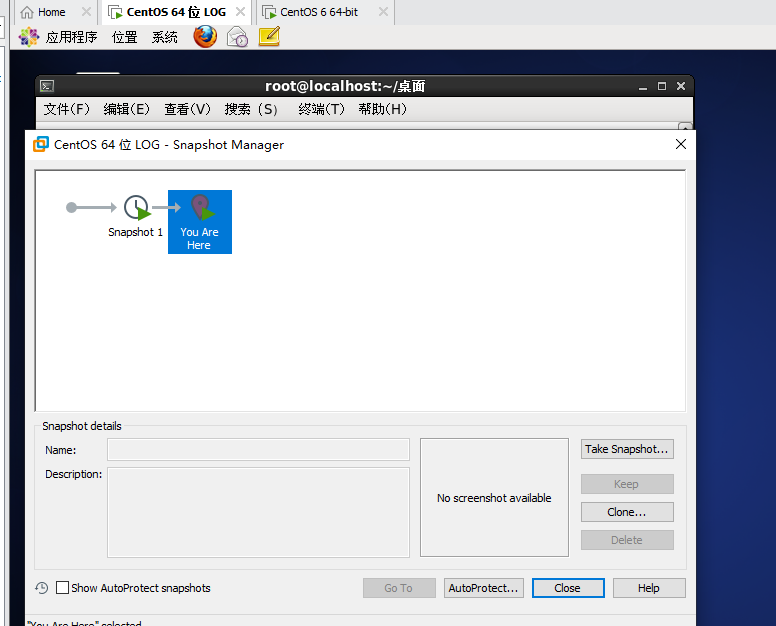 Home
CentOS 64 位 LOG
CentOS 6 64-bit
应用程序 位置 系统
root@localhost:~/桌面
文件(F) 编辑(E) 查看(V) 搜索 (S) 终端(T) 帮助(H)
CentOS 64 位 LOG - Snapshot Manager
Snapshot 1
You Are
Here
Snapshot details
Name:
Description:
No screenshot available
Take Snapshot...
Keep
Clone...
Delete
Show AutoProtect snapshots
Go To
AutoProtect...
Close
Help
"You Are Here" selected